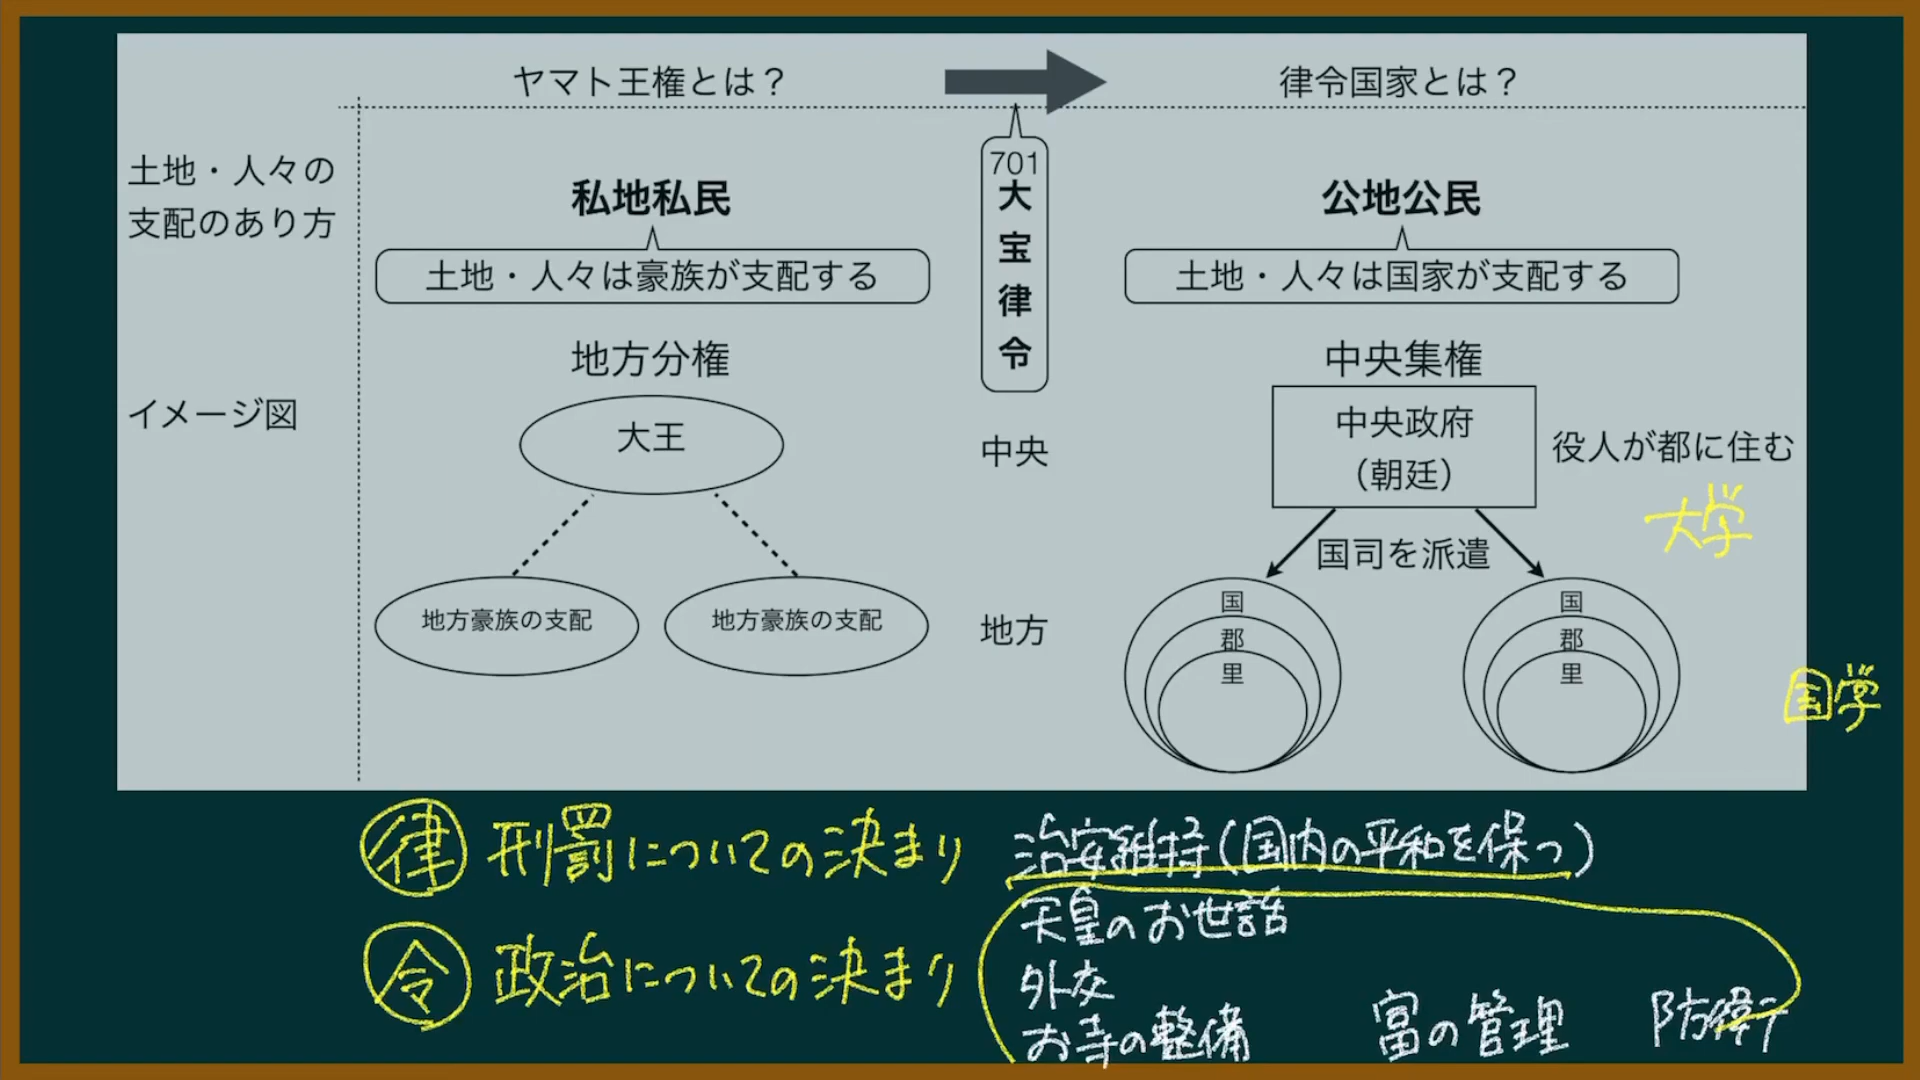 ヤマト王権とは？
律令国家とは？
土地・人々の
支配のあり方
私地私民
土地・人々は豪族が支配する
701
大宝律令
公地公民
土地・人々は国家が支配する
イメージ図
地方分権
大王
地方豪族の支配
地方豪族の支配
中央
地方
中央集権
中央政府
（朝廷）
役人が都に住む
大学
国司を派遣
国
郡
里
国
郡
里
国学
律 刑罰についての決まり
治安維持(国内の平和を保つ)
令 政治についての決まり
天皇のお世話
外交
お寺の整備
富の管理
防衛